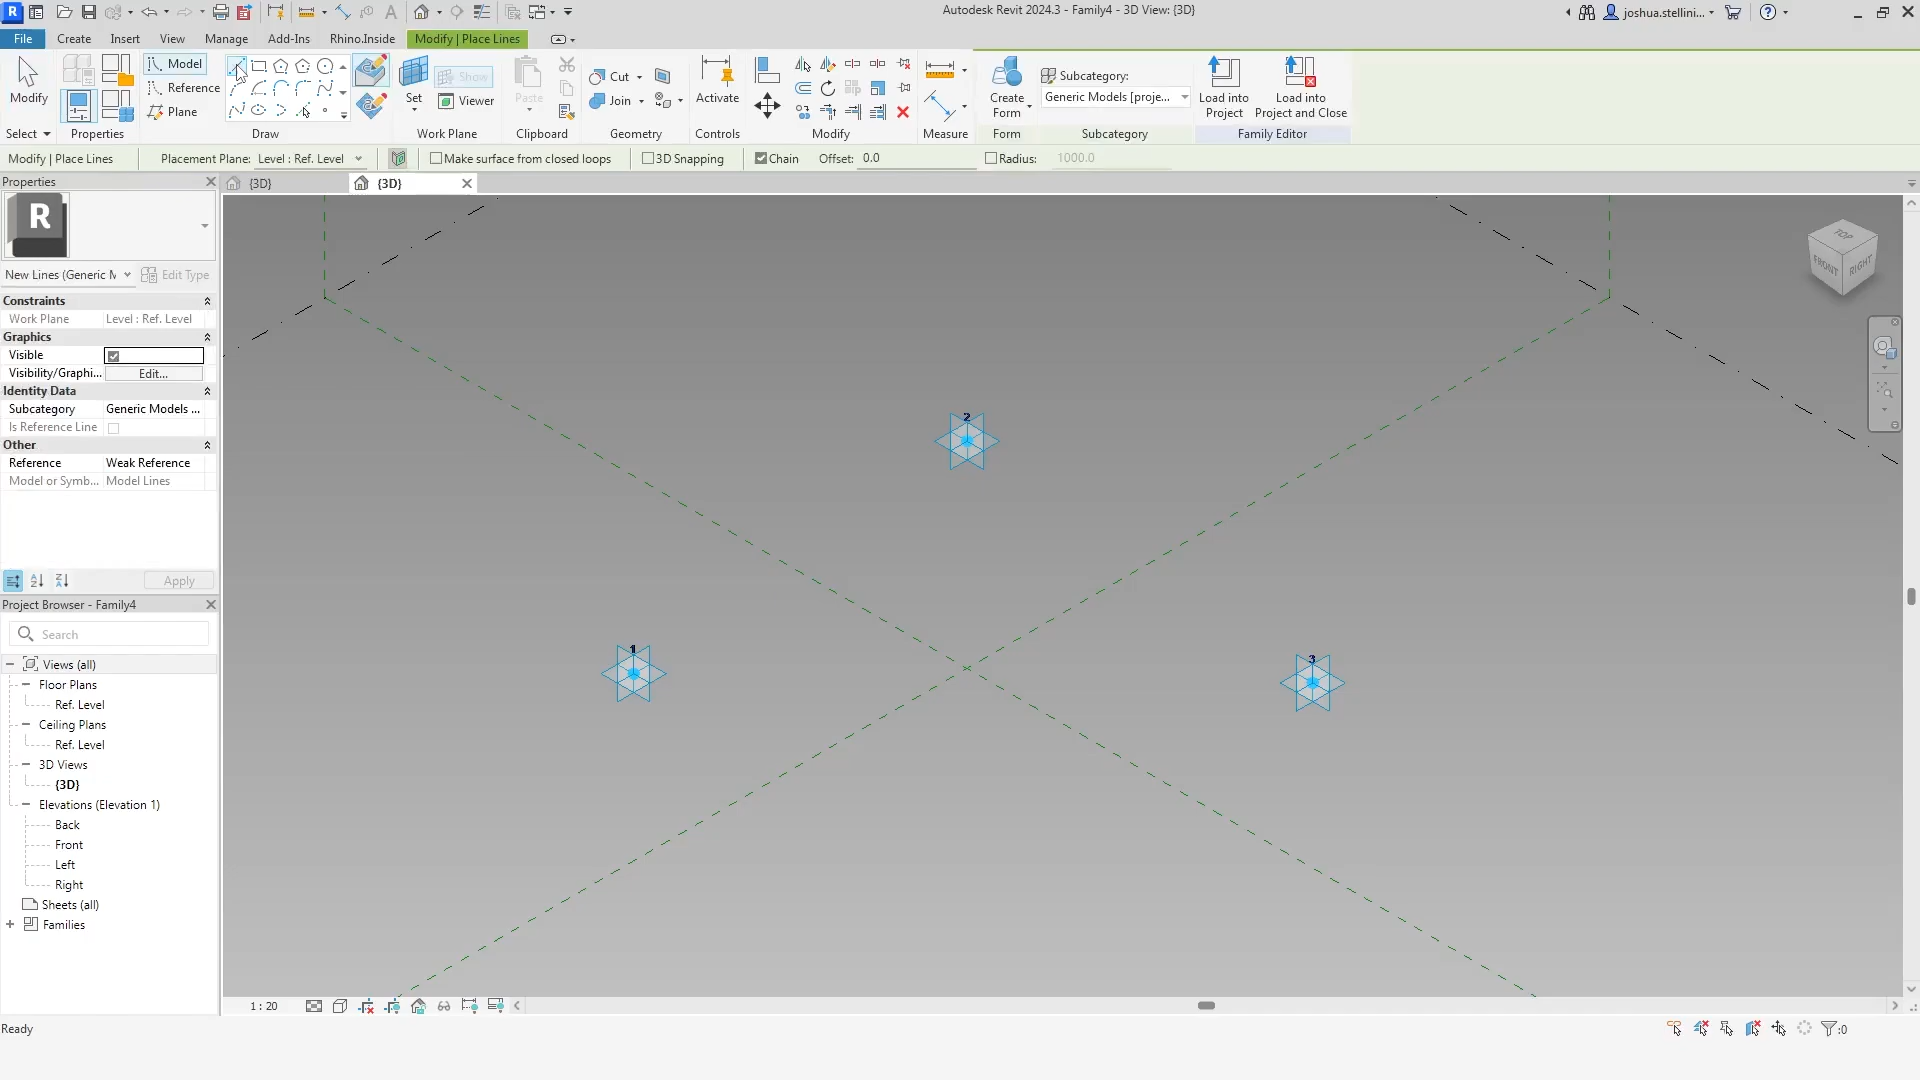 Autodesk Revit 2024.3 - Family4 - 3D View: {3D}
joshua.stellini...
File
Create
Insert
View
Manage
Add-Ins
Rhino.Inside
Modify | Place Lines
Modify
Model
Reference
Plane
Set
Show
Viewer
Paste
Cut
Join
Activate
Create
Form
Subcategory:
Generic Models [proje...
Load into
Project
Load into
Project and Close
Select
Properties
Draw
Work Plane
Clipboard
Geometry
Controls
Modify
Measure
Form
Subcategory
Family Editor
Modify | Place Lines
Placement Plane: Level : Ref. Level
Make surface from closed loops
3D Snapping
Chain
Offset: 0.0
Radius: 1000.0
Properties
{3D}
{3D}
R
New Lines (Generic M
Edit Type
Constraints
Work Plane Level : Ref. Level
Graphics
Visible
Visibility/Graphi... Edit...
Identity Data
Subcategory Generic Models ...
Is Reference Line
Other
Reference Weak Reference
Model or Symb... Model Lines
Apply
Project Browser - Family4
Search
Views (all)
Floor Plans
Ref. Level
Ceiling Plans
Ref. Level
3D Views
{3D}
Elevations (Elevation 1)
Back
Front
Left
Right
Sheets (all)
Families
TOP
FRONT
RIGHT
2
1
3
1 : 20
Ready
:0